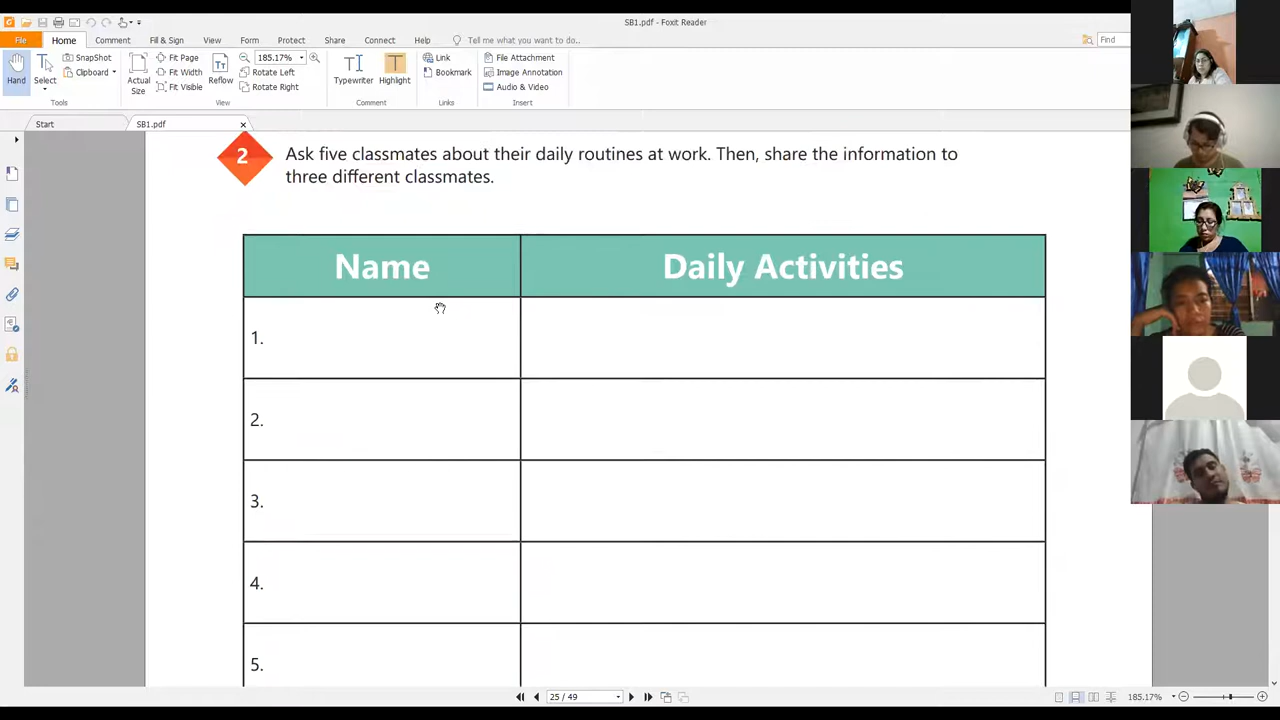 SB1.pdf - Foxit Reader
File Home Comment Fill & Sign View Form Protect Share Connect Help Tell me what you want to do.. Find
Hand
Select
SnapShot
Clipboard
Tools
Actual Size
Fit Page
Fit Width
Fit Visible
Reflow
185.17%
Rotate Left
Rotate Right
View
Typewriter
Highlight
Comment
Link
Bookmark
Links
File Attachment
Image Annotation
Audio & Video
Insert
Start SB1.pdf
2
Ask five classmates about their daily routines at work. Then, share the information to
three different classmates.
Name Daily Activities
1.
2.
3.
4.
5.
25 / 49 185.17%